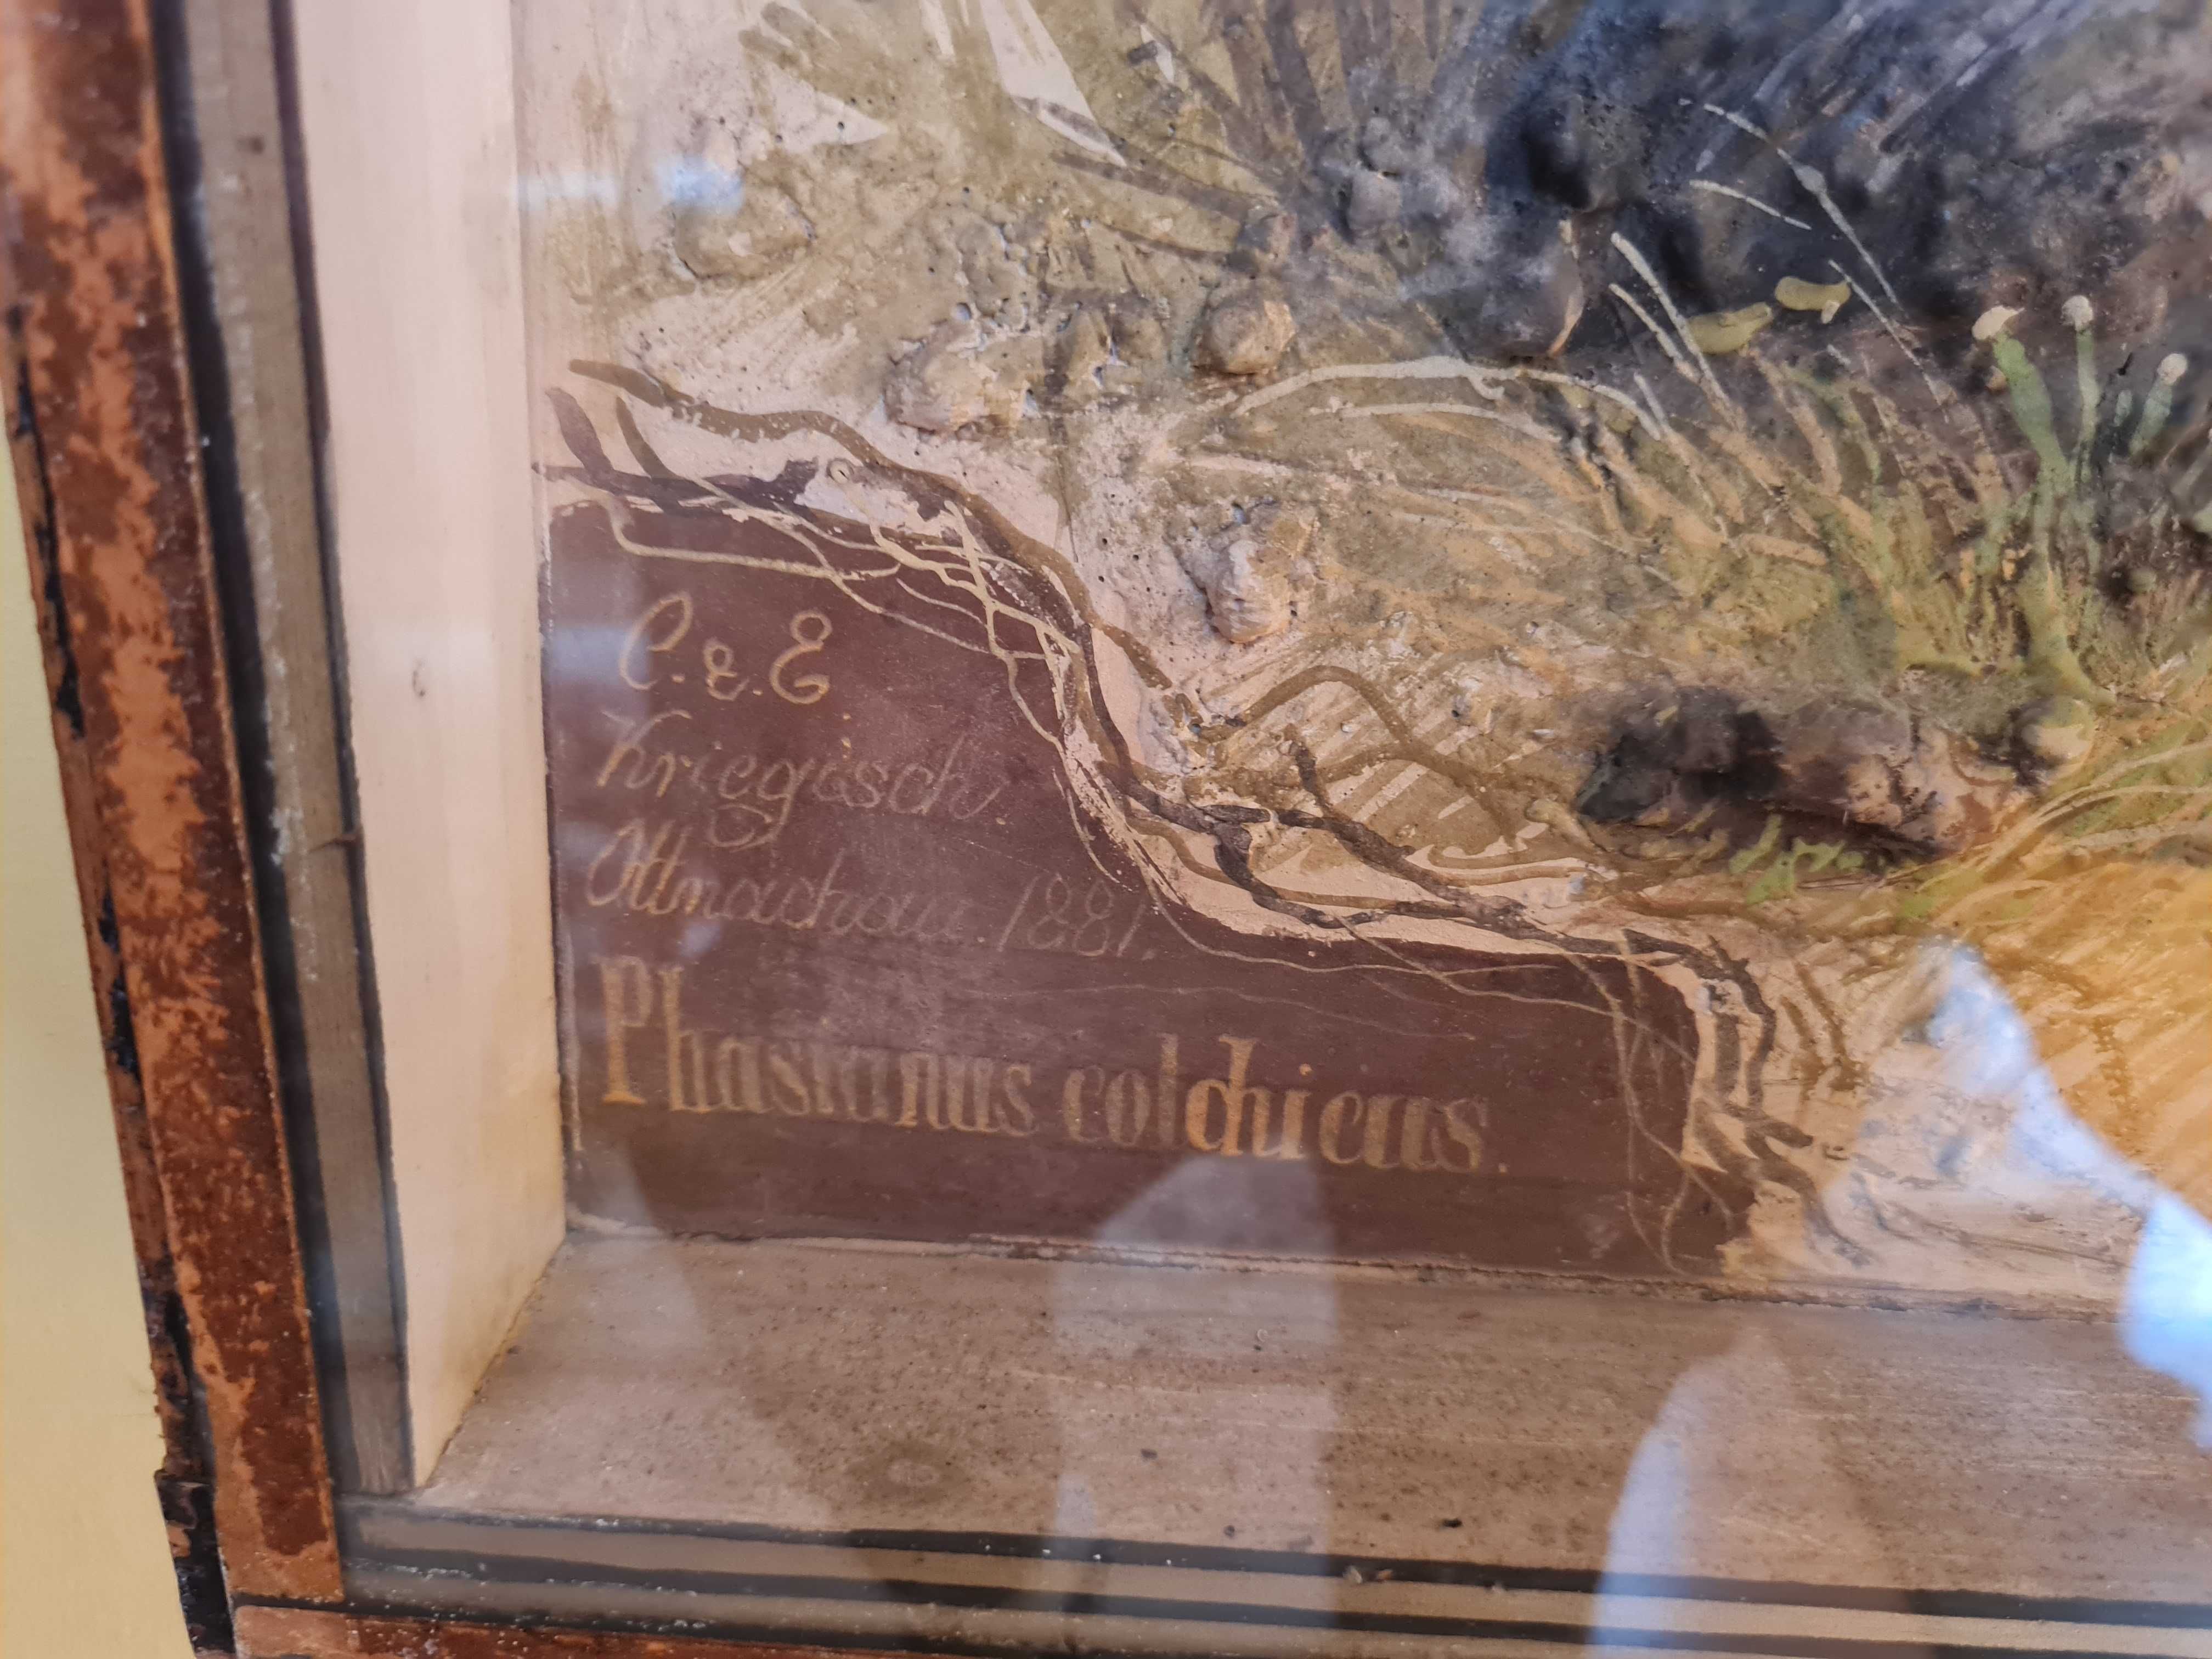 C. & E
Kriegisch
Ottmachau 1881.
Phasianus colchicus.